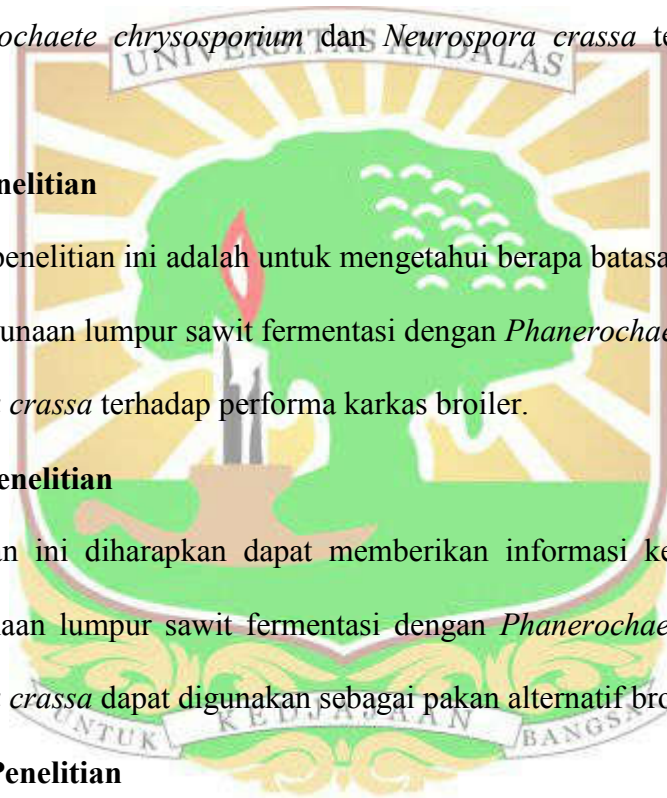 ochaete chrysosporium dan Neurospora crassa te
UNIVERSITAS ANDALAS
nelitian
penelitian ini adalah untuk mengetahui berapa batasa
unaan lumpur sawit fermentasi dengan Phanerochae
crassa terhadap performa karkas broiler.
enelitian
an ini diharapkan dapat memberikan informasi ke
naan lumpur sawit fermentasi dengan Phanerochae
crassa dapat digunakan sebagai pakan alternatif bro
UNTUK KEDJAJAAN BANGSA
Penelitian